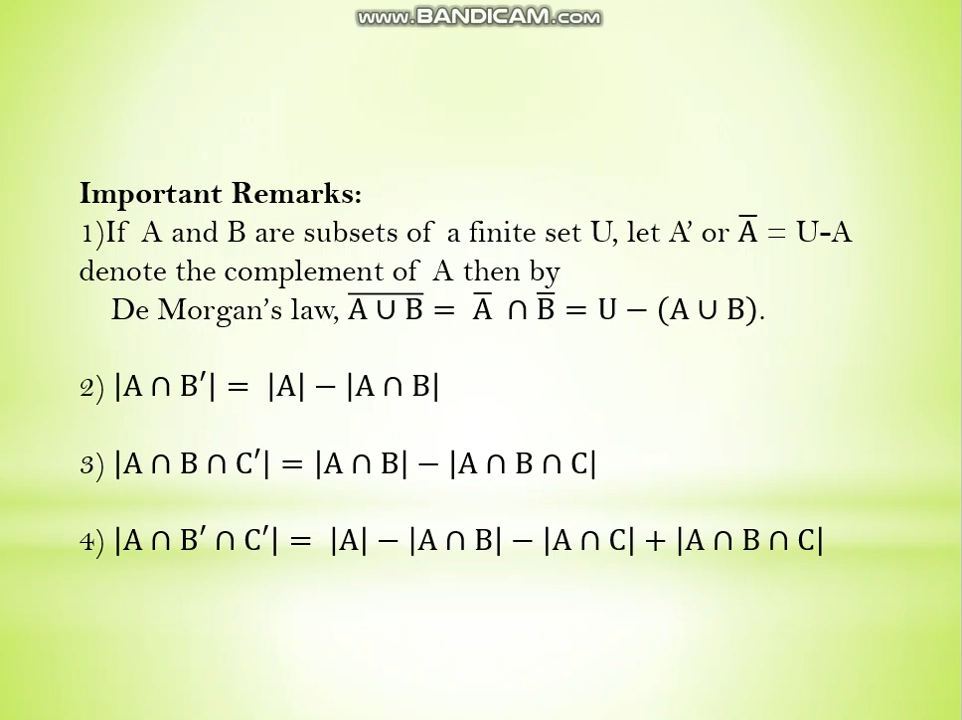 www.BANDICAM.com
Important Remarks:
1)If A and B are subsets of a finite set U, let A’ or A̅ = U-A
denote the complement of A then by
De Morgan’s law, A̅ ̅∪̅ ̅B̅ = A̅ ∩ B̅ = U − (A ∪ B).
2) |A ∩ B′| = |A| − |A ∩ B|
3) |A ∩ B ∩ C′| = |A ∩ B| − |A ∩ B ∩ C|
4) |A ∩ B′ ∩ C′| = |A| − |A ∩ B| − |A ∩ C| + |A ∩ B ∩ C|